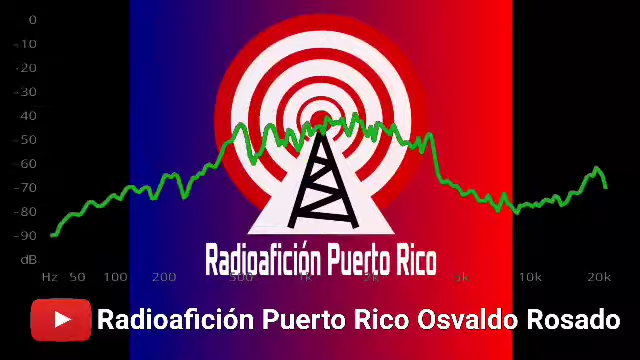 0
-10
-20
-30
-40
-50
-60
-70
-80
-90
dB
Radioafición Puerto Rico
Hz 50 100 200 500 1k 2k 5k 10k 20k
Radioafición Puerto Rico Osvaldo Rosado